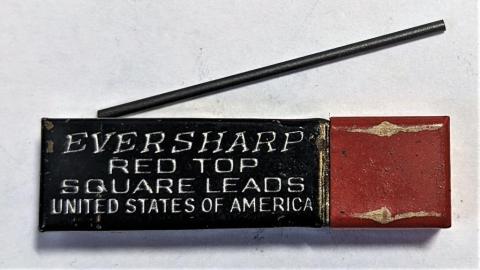 EVERSHARP
RED TOP
SQUARE LEADS
UNITED STATES OF AMERICA